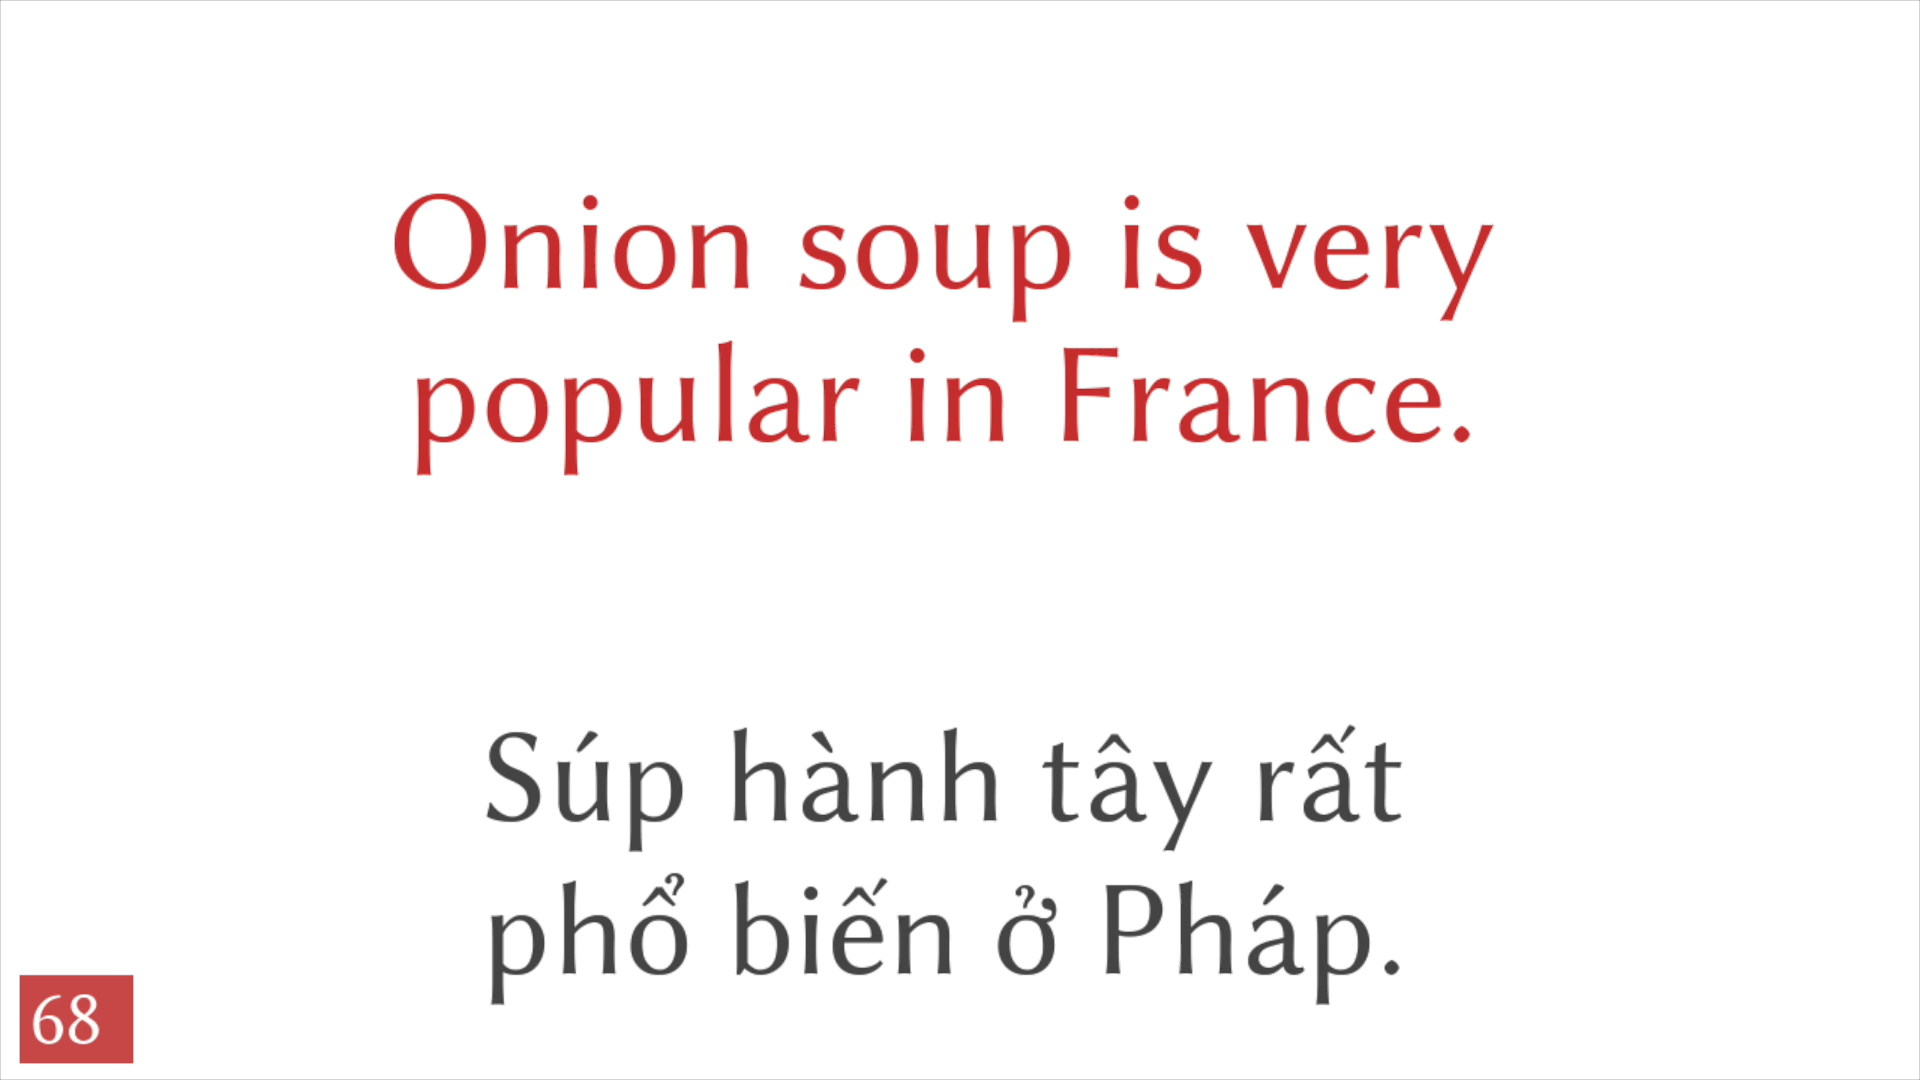 Onion soup is very
popular in France.
Súp hành tây rất
phổ biến ở Pháp.
68